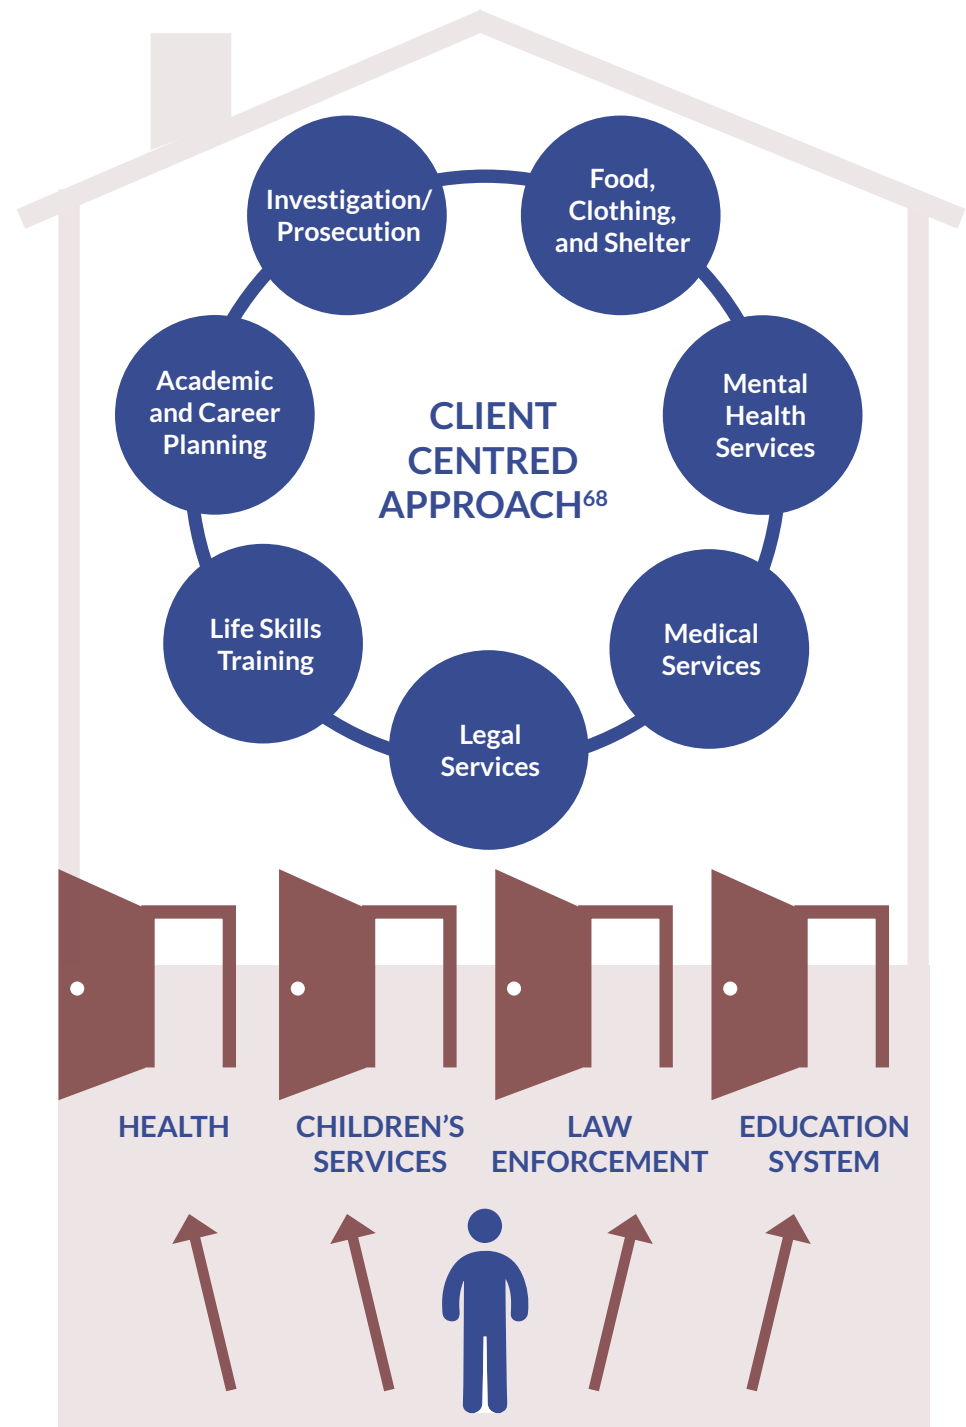 Investigation/
Prosecution
Food,
Clothing,
and Shelter
Academic
and Career
Planning
CLIENT
CENTRED
APPROACH⁶⁸
Mental
Health
Services
Life Skills
Training
Medical
Services
Legal
Services
HEALTH
CHILDREN’S
SERVICES
LAW
ENFORCEMENT
EDUCATION
SYSTEM